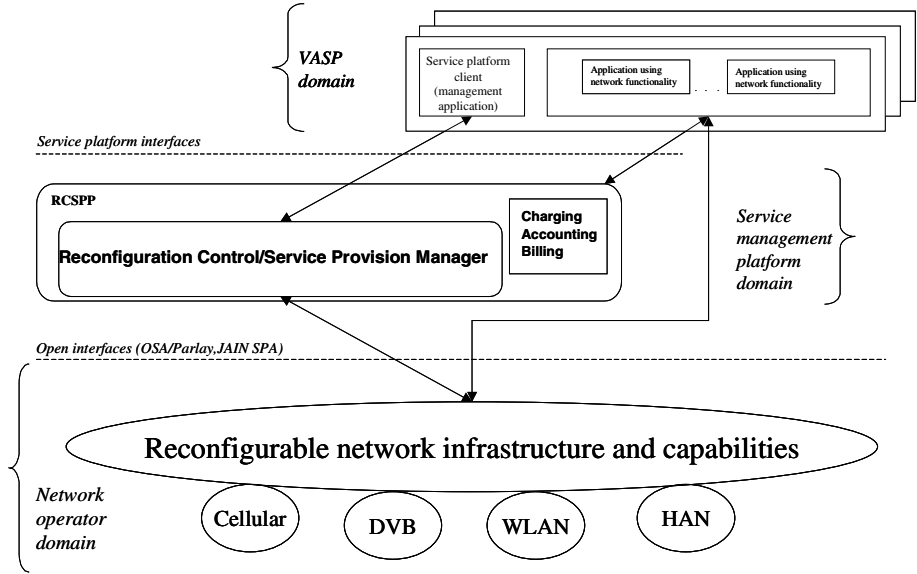 VASP
domain
Service platform
client
(management
application)
Application using
network functionality
. . .
Application using
network functionality
Service platform interfaces
RCSPP
Reconfiguration Control/Service Provision Manager
Charging
Accounting
Billing
Service
management
platform
domain
Open interfaces (OSA/Parlay,JAIN SPA)
Reconfigurable network infrastructure and capabilities
Network
operator
domain
Cellular
DVB
WLAN
HAN